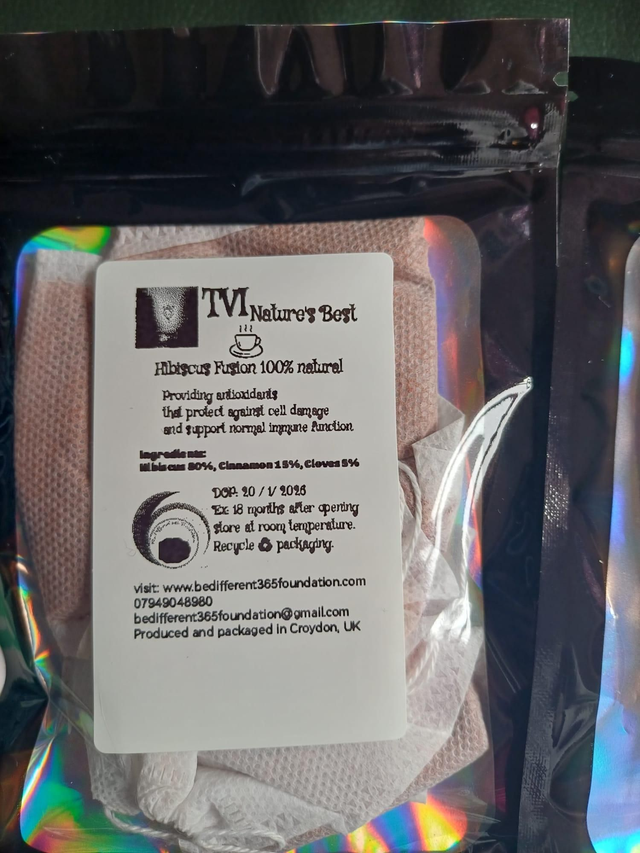 TVI Nature's Best
Hibiscus Fusion 100% natural
Providing antioxidants
that protect against cell damage
and support normal immune function
Ingredients:
Hibiscus 80%, Cinnamon 15%, Cloves 5%
DOP: 20 / 1/ 2026
Ex: 18 months after opening
store at room temperature.
Recycle ♻ packaging.
visit: www.bedifferent365foundation.com
07949048980
bedifferent365foundation@gmail.com
Produced and packaged in Croydon, UK